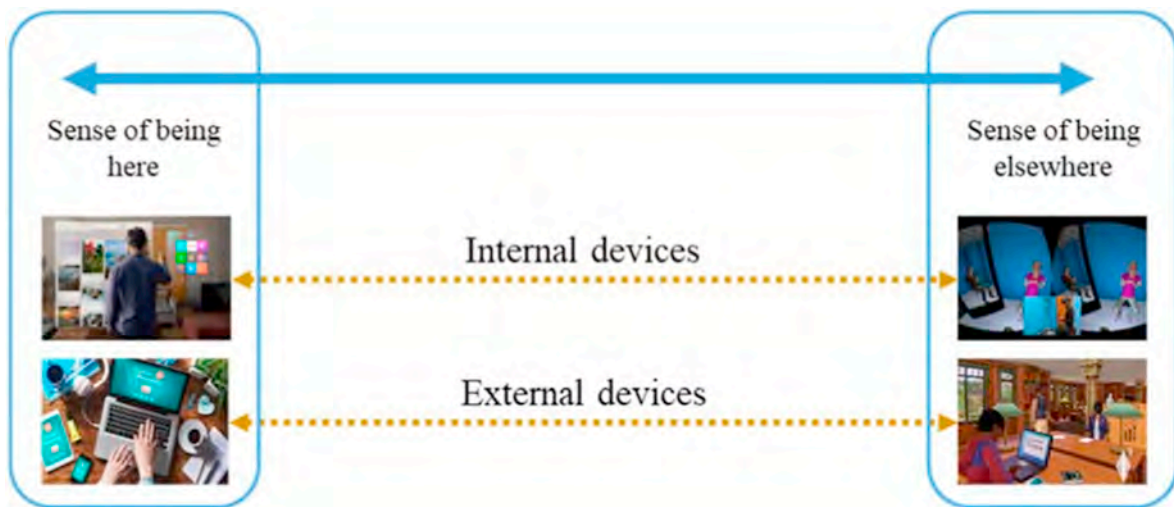 Sense of being
here
Sense of being
elsewhere
Internal devices
External devices